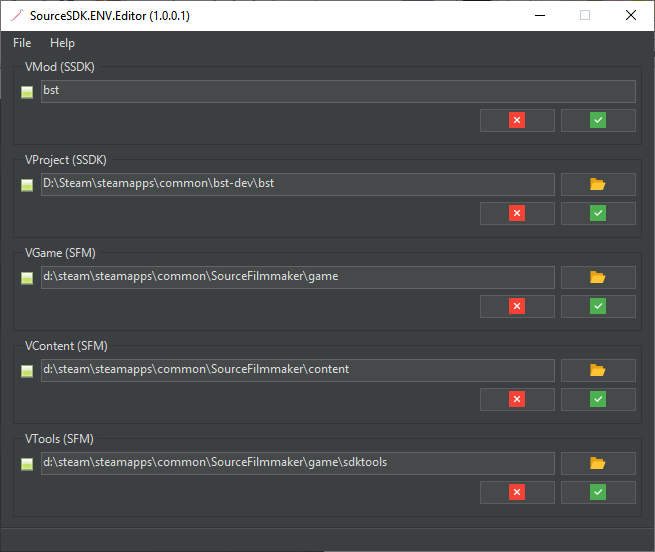 SourceSDK.ENV.Editor (1.0.0.1)
File Help
VMod (SSDK)
bst
VProject (SSDK)
D:\Steam\steamapps\common\bst-dev\bst
VGame (SFM)
d:\steam\steamapps\common\SourceFilmmaker\game
VContent (SFM)
d:\steam\steamapps\common\SourceFilmmaker\content
VTools (SFM)
d:\steam\steamapps\common\SourceFilmmaker\game\sdktools